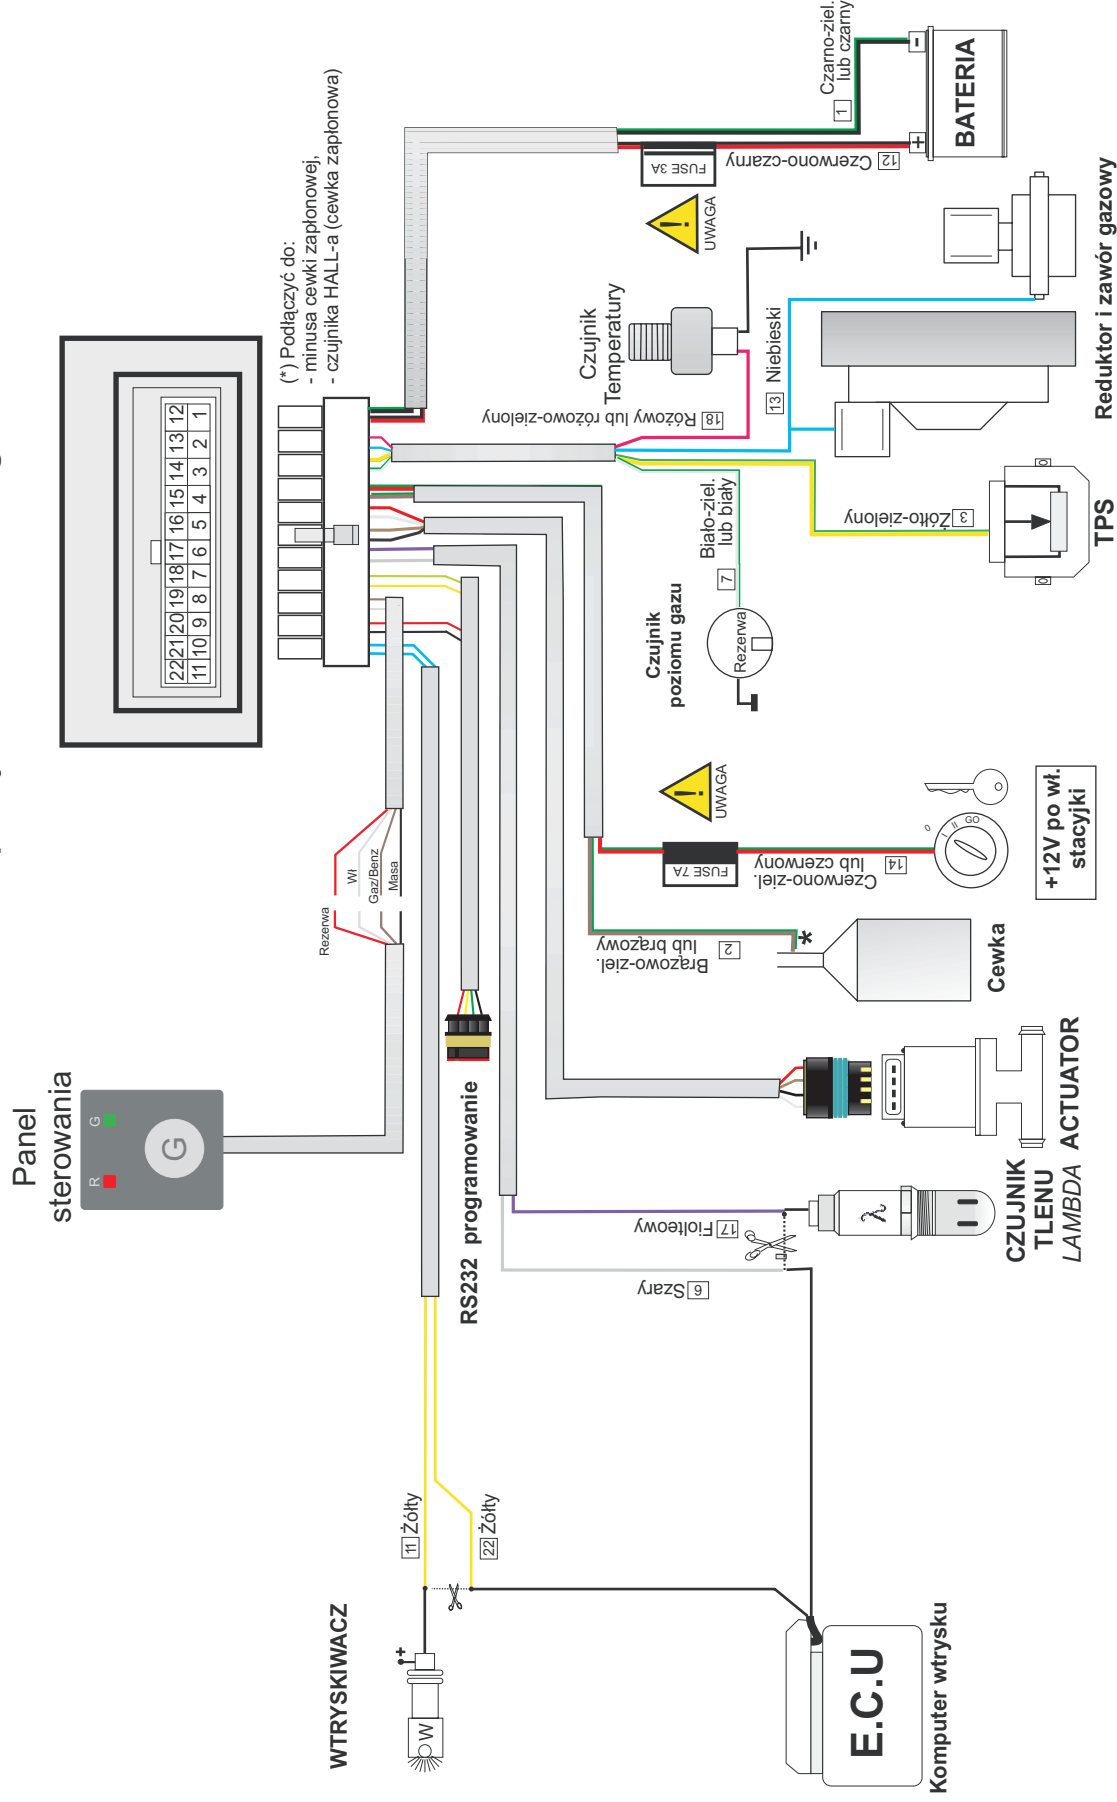 Panel
sterowania
R
G
G
22
21
20
19
18
17
16
15
14
13
12
11
10
9
8
7
6
5
4
3
2
1
(*) Podłączyć do:
- minusa cewki zapłonowej,
- czujnika HALL-a (cewka zapłonowa)
Rezerwa
Wł
Gaz/Benz
Masa
RS232 programowanie
WTRYSKIWACZ
+
W
11 Żółty
22 Żółty
E.C.U
Komputer wtrysku
6 Szary
17 Fiolteowy
λ
CZUJNIK
TLENU
LAMBDA
ACTUATOR
2
Brązowo-ziel.
lub brązowy
*
Cewka
FUSE 7A
UWAGA
!
14
Czerwono-ziel.
lub czerwony
0
I
II
GO
+12V po wł.
stacyjki
Czujnik
poziomu gazu
Rezerwa
7
Biało-ziel.
lub biały
3 Żółto-zielony
TPS
18 Różowy lub różowo-zielony
13 Niebieski
Czujnik
Temperatury
Reduktor i zawór gazowy
FUSE 3A
UWAGA
!
12 Czerwono-czarny
1
Czarno-ziel.
lub czarny
+
-
BATERIA